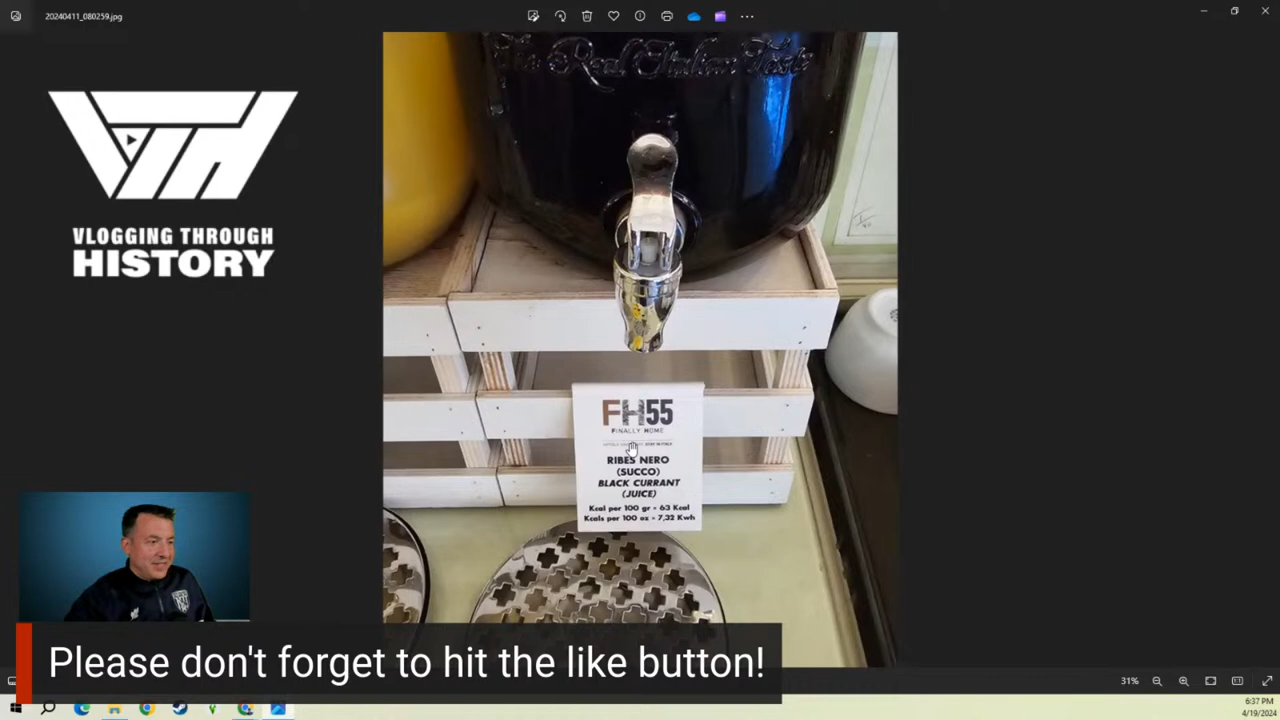 20240411_080259.jpg
VTH
VLOGGING THROUGH
HISTORY
The Real Italian Taste
FH55
FINALLY HOME
RIBES NERO
(SUCCO)
BLACK CURRANT
(JUICE)
Kcal per 100 gr = 63 Kcal
Kcals per 100 oz = 7,32 Kwh
Please don't forget to hit the like button!
31%
6:37 PM
4/19/2024